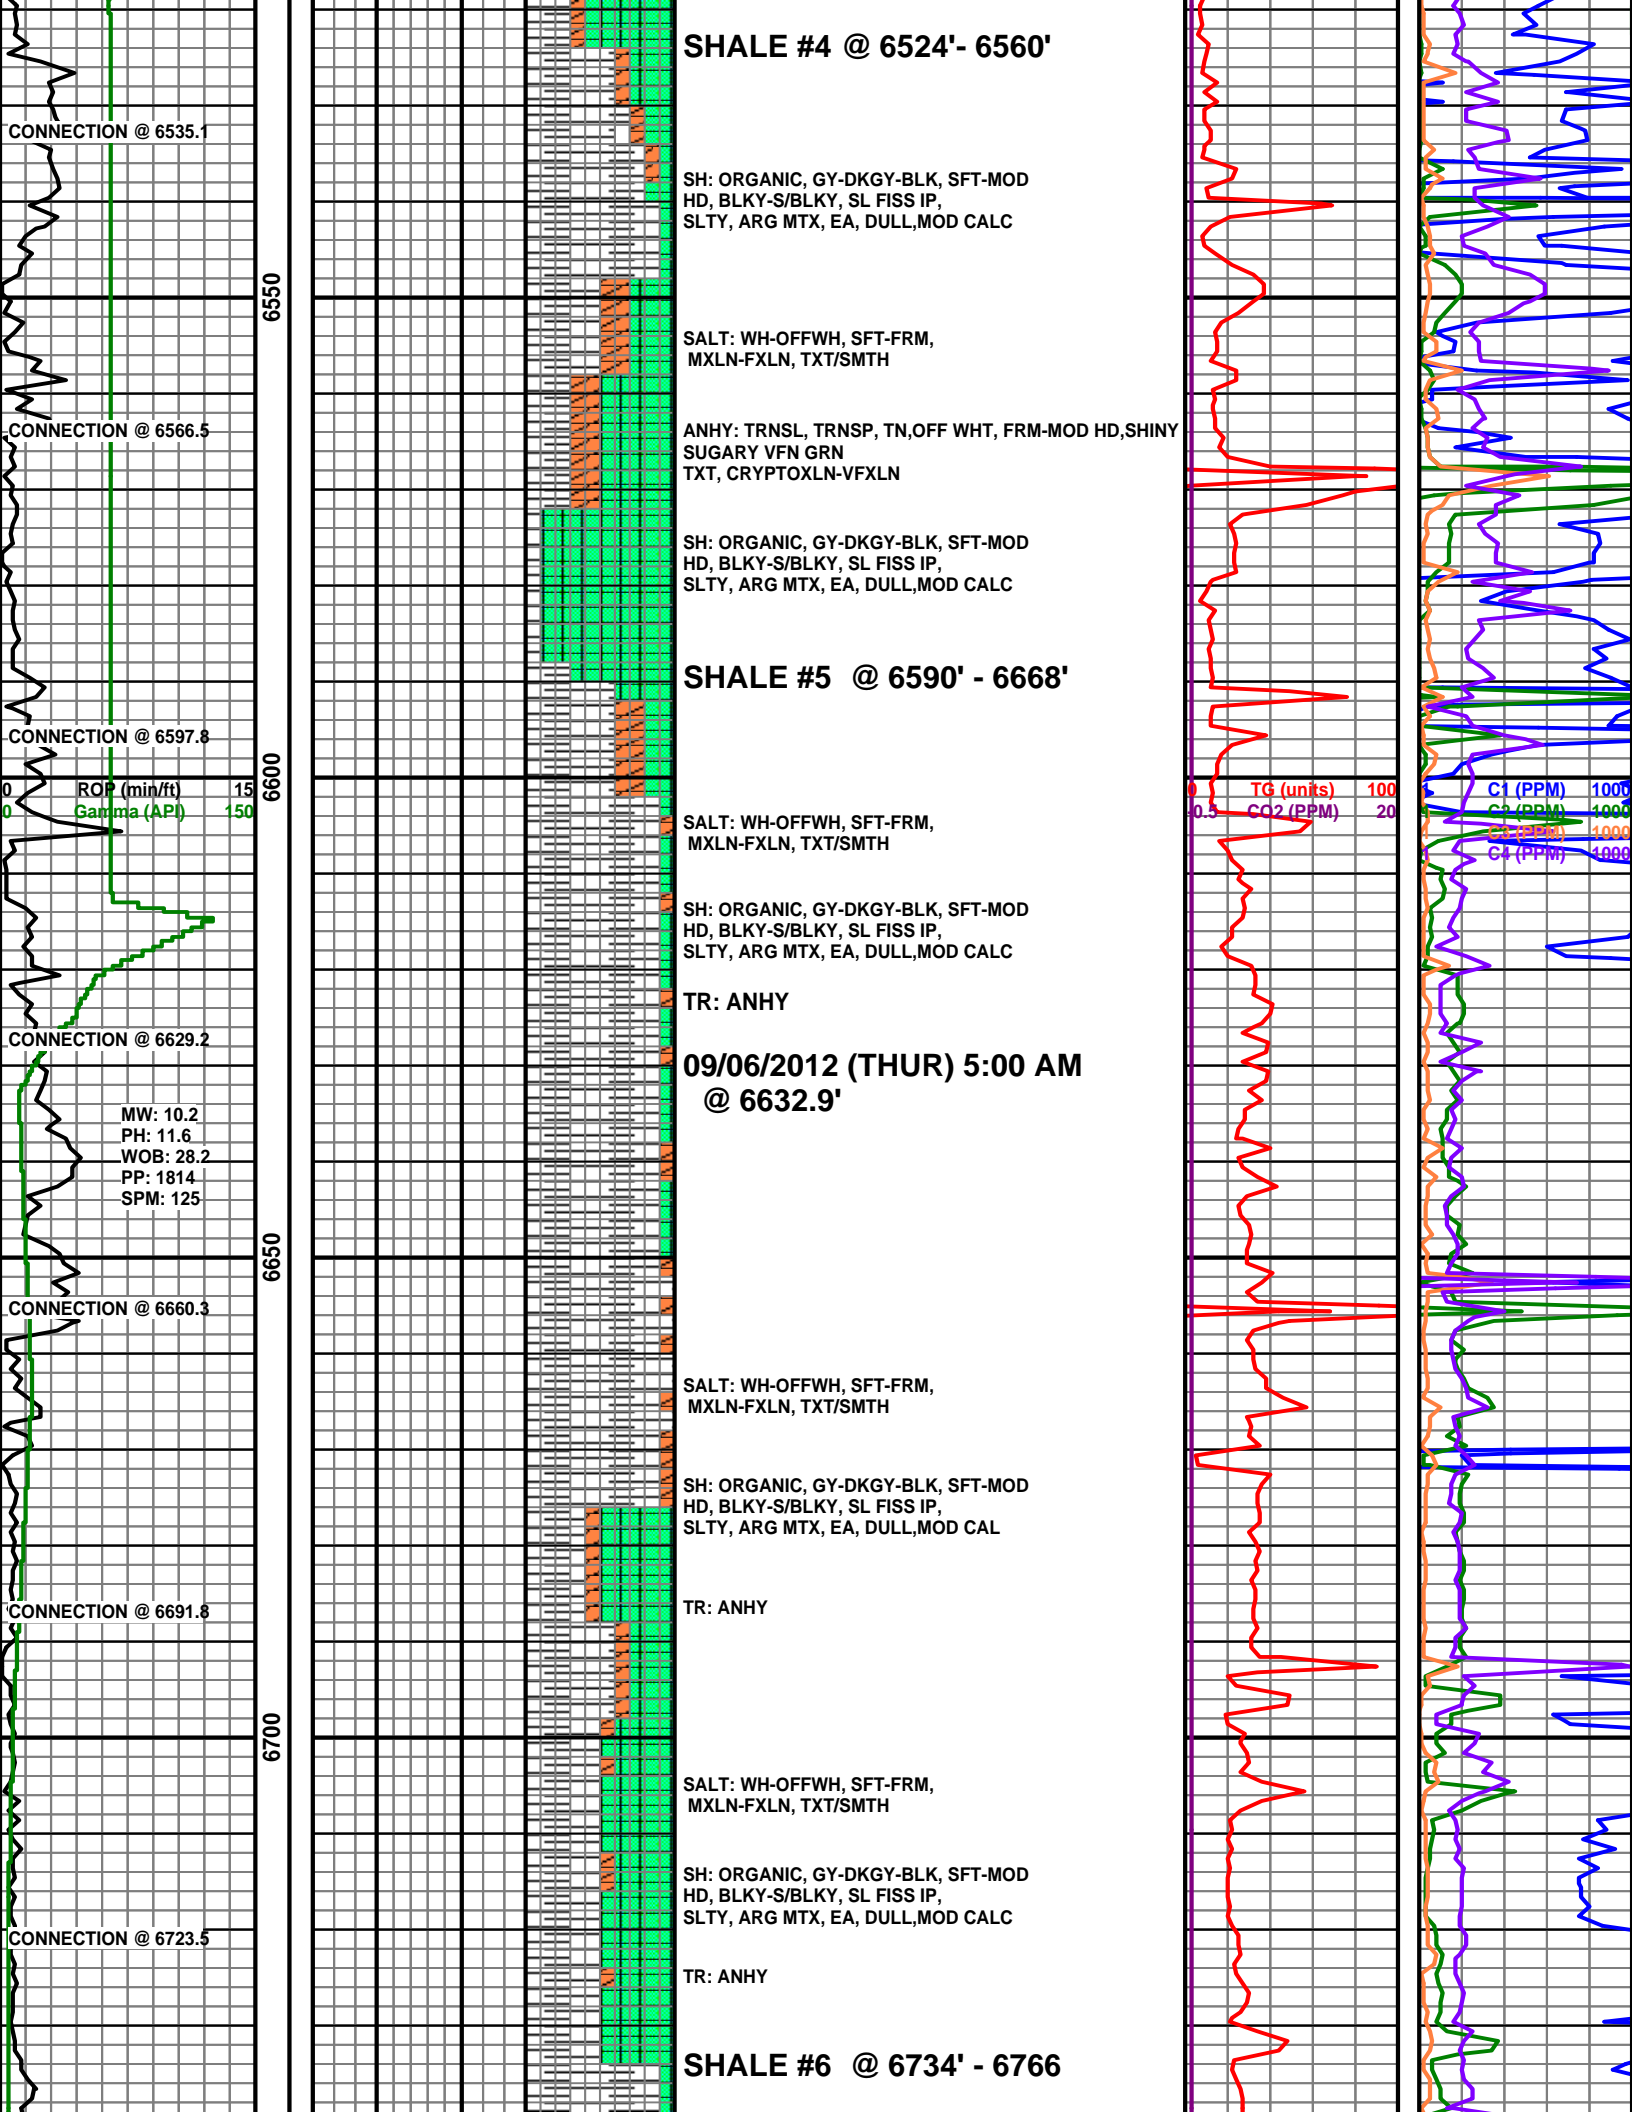 SHALE #4 @ 6524'- 6560'
CONNECTION @ 6535.1
SH: ORGANIC, GY-DKGY-BLK, SFT-MOD
HD, BLKY-S/BLKY, SL FISS IP,
SLTY, ARG MTX, EA, DULL,MOD CALC
6550
SALT: WH-OFFWH, SFT-FRM,
MXLN-FXLN, TXT/SMTH
CONNECTION @ 6566.5
ANHY: TRNSL, TRNSP, TN,OFF WHT, FRM-MOD HD,SHINY
SUGARY VFN GRN
TXT, CRYPTOXLN-VFXLN
SH: ORGANIC, GY-DKGY-BLK, SFT-MOD
HD, BLKY-S/BLKY, SL FISS IP,
SLTY, ARG MTX, EA, DULL,MOD CALC
SHALE #5 @ 6590' - 6668'
CONNECTION @ 6597.8
6600
0 ROP (min/ft) 15
0 Gamma (API) 150
0 TG (units) 100
0.5 CO2 (PPM) 20
1 C1 (PPM) 1000
1 C2 (PPM) 1000
1 C3 (PPM) 1000
1 C4 (PPM) 1000
SALT: WH-OFFWH, SFT-FRM,
MXLN-FXLN, TXT/SMTH
SH: ORGANIC, GY-DKGY-BLK, SFT-MOD
HD, BLKY-S/BLKY, SL FISS IP,
SLTY, ARG MTX, EA, DULL,MOD CALC
TR: ANHY
CONNECTION @ 6629.2
09/06/2012 (THUR) 5:00 AM
@ 6632.9'
MW: 10.2
PH: 11.6
WOB: 28.2
PP: 1814
SPM: 125
6650
CONNECTION @ 6660.3
SALT: WH-OFFWH, SFT-FRM,
MXLN-FXLN, TXT/SMTH
SH: ORGANIC, GY-DKGY-BLK, SFT-MOD
HD, BLKY-S/BLKY, SL FISS IP,
SLTY, ARG MTX, EA, DULL,MOD CAL
CONNECTION @ 6691.8
TR: ANHY
6700
SALT: WH-OFFWH, SFT-FRM,
MXLN-FXLN, TXT/SMTH
SH: ORGANIC, GY-DKGY-BLK, SFT-MOD
HD, BLKY-S/BLKY, SL FISS IP,
SLTY, ARG MTX, EA, DULL,MOD CALC
CONNECTION @ 6723.5
TR: ANHY
SHALE #6 @ 6734' - 6766